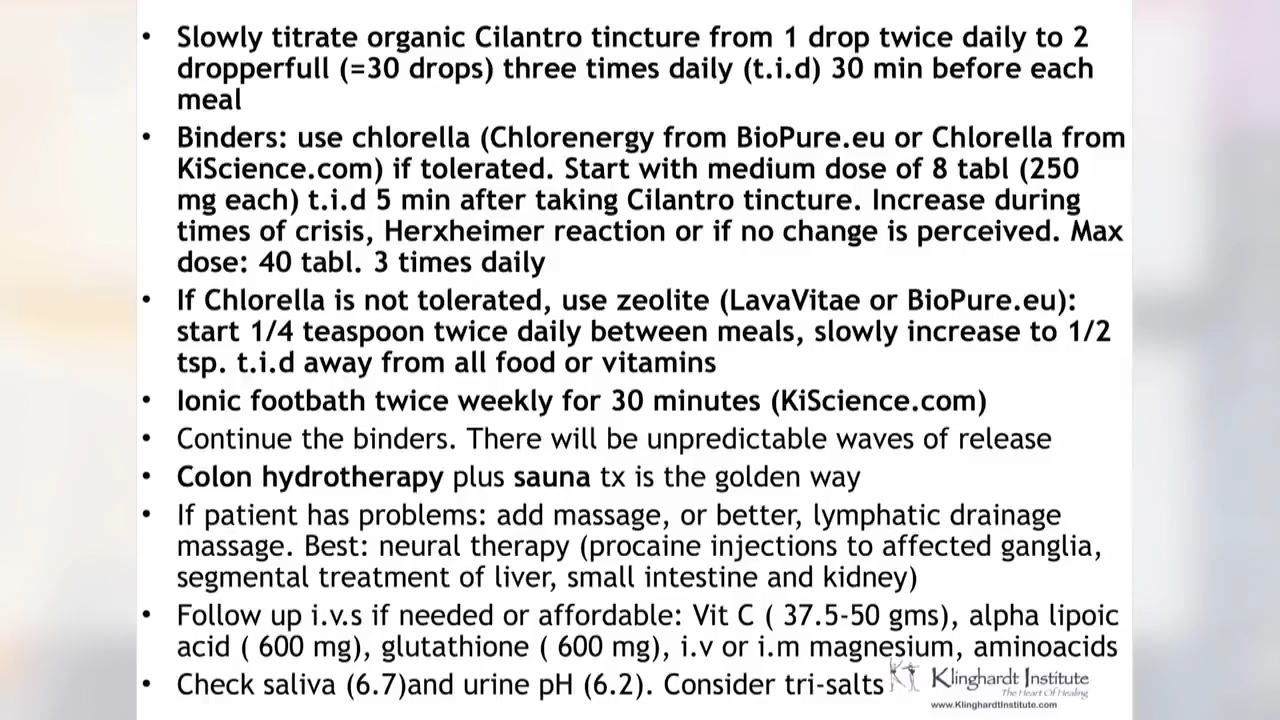 • Slowly titrate organic Cilantro tincture from 1 drop twice daily to 2
dropperfull (=30 drops) three times daily (t.i.d) 30 min before each
meal
• Binders: use chlorella (Chlorenergy from BioPure.eu or Chlorella from
KiScience.com) if tolerated. Start with medium dose of 8 tabl (250
mg each) t.i.d 5 min after taking Cilantro tincture. Increase during
times of crisis, Herxheimer reaction or if no change is perceived. Max
dose: 40 tabl. 3 times daily
• If Chlorella is not tolerated, use zeolite (LavaVitae or BioPure.eu):
start 1/4 teaspoon twice daily between meals, slowly increase to 1/2
tsp. t.i.d away from all food or vitamins
• Ionic footbath twice weekly for 30 minutes (KiScience.com)
• Continue the binders. There will be unpredictable waves of release
• Colon hydrotherapy plus sauna tx is the golden way
• If patient has problems: add massage, or better, lymphatic drainage
massage. Best: neural therapy (procaine injections to affected ganglia,
segmental treatment of liver, small intestine and kidney)
• Follow up i.v.s if needed or affordable: Vit C ( 37.5-50 gms), alpha lipoic
acid ( 600 mg), glutathione ( 600 mg), i.v or i.m magnesium, aminoacids
• Check saliva (6.7)and urine pH (6.2). Consider tri-salts
Klinghardt Institute
The Heart Of Healing
www.KlinghardtInstitute.com